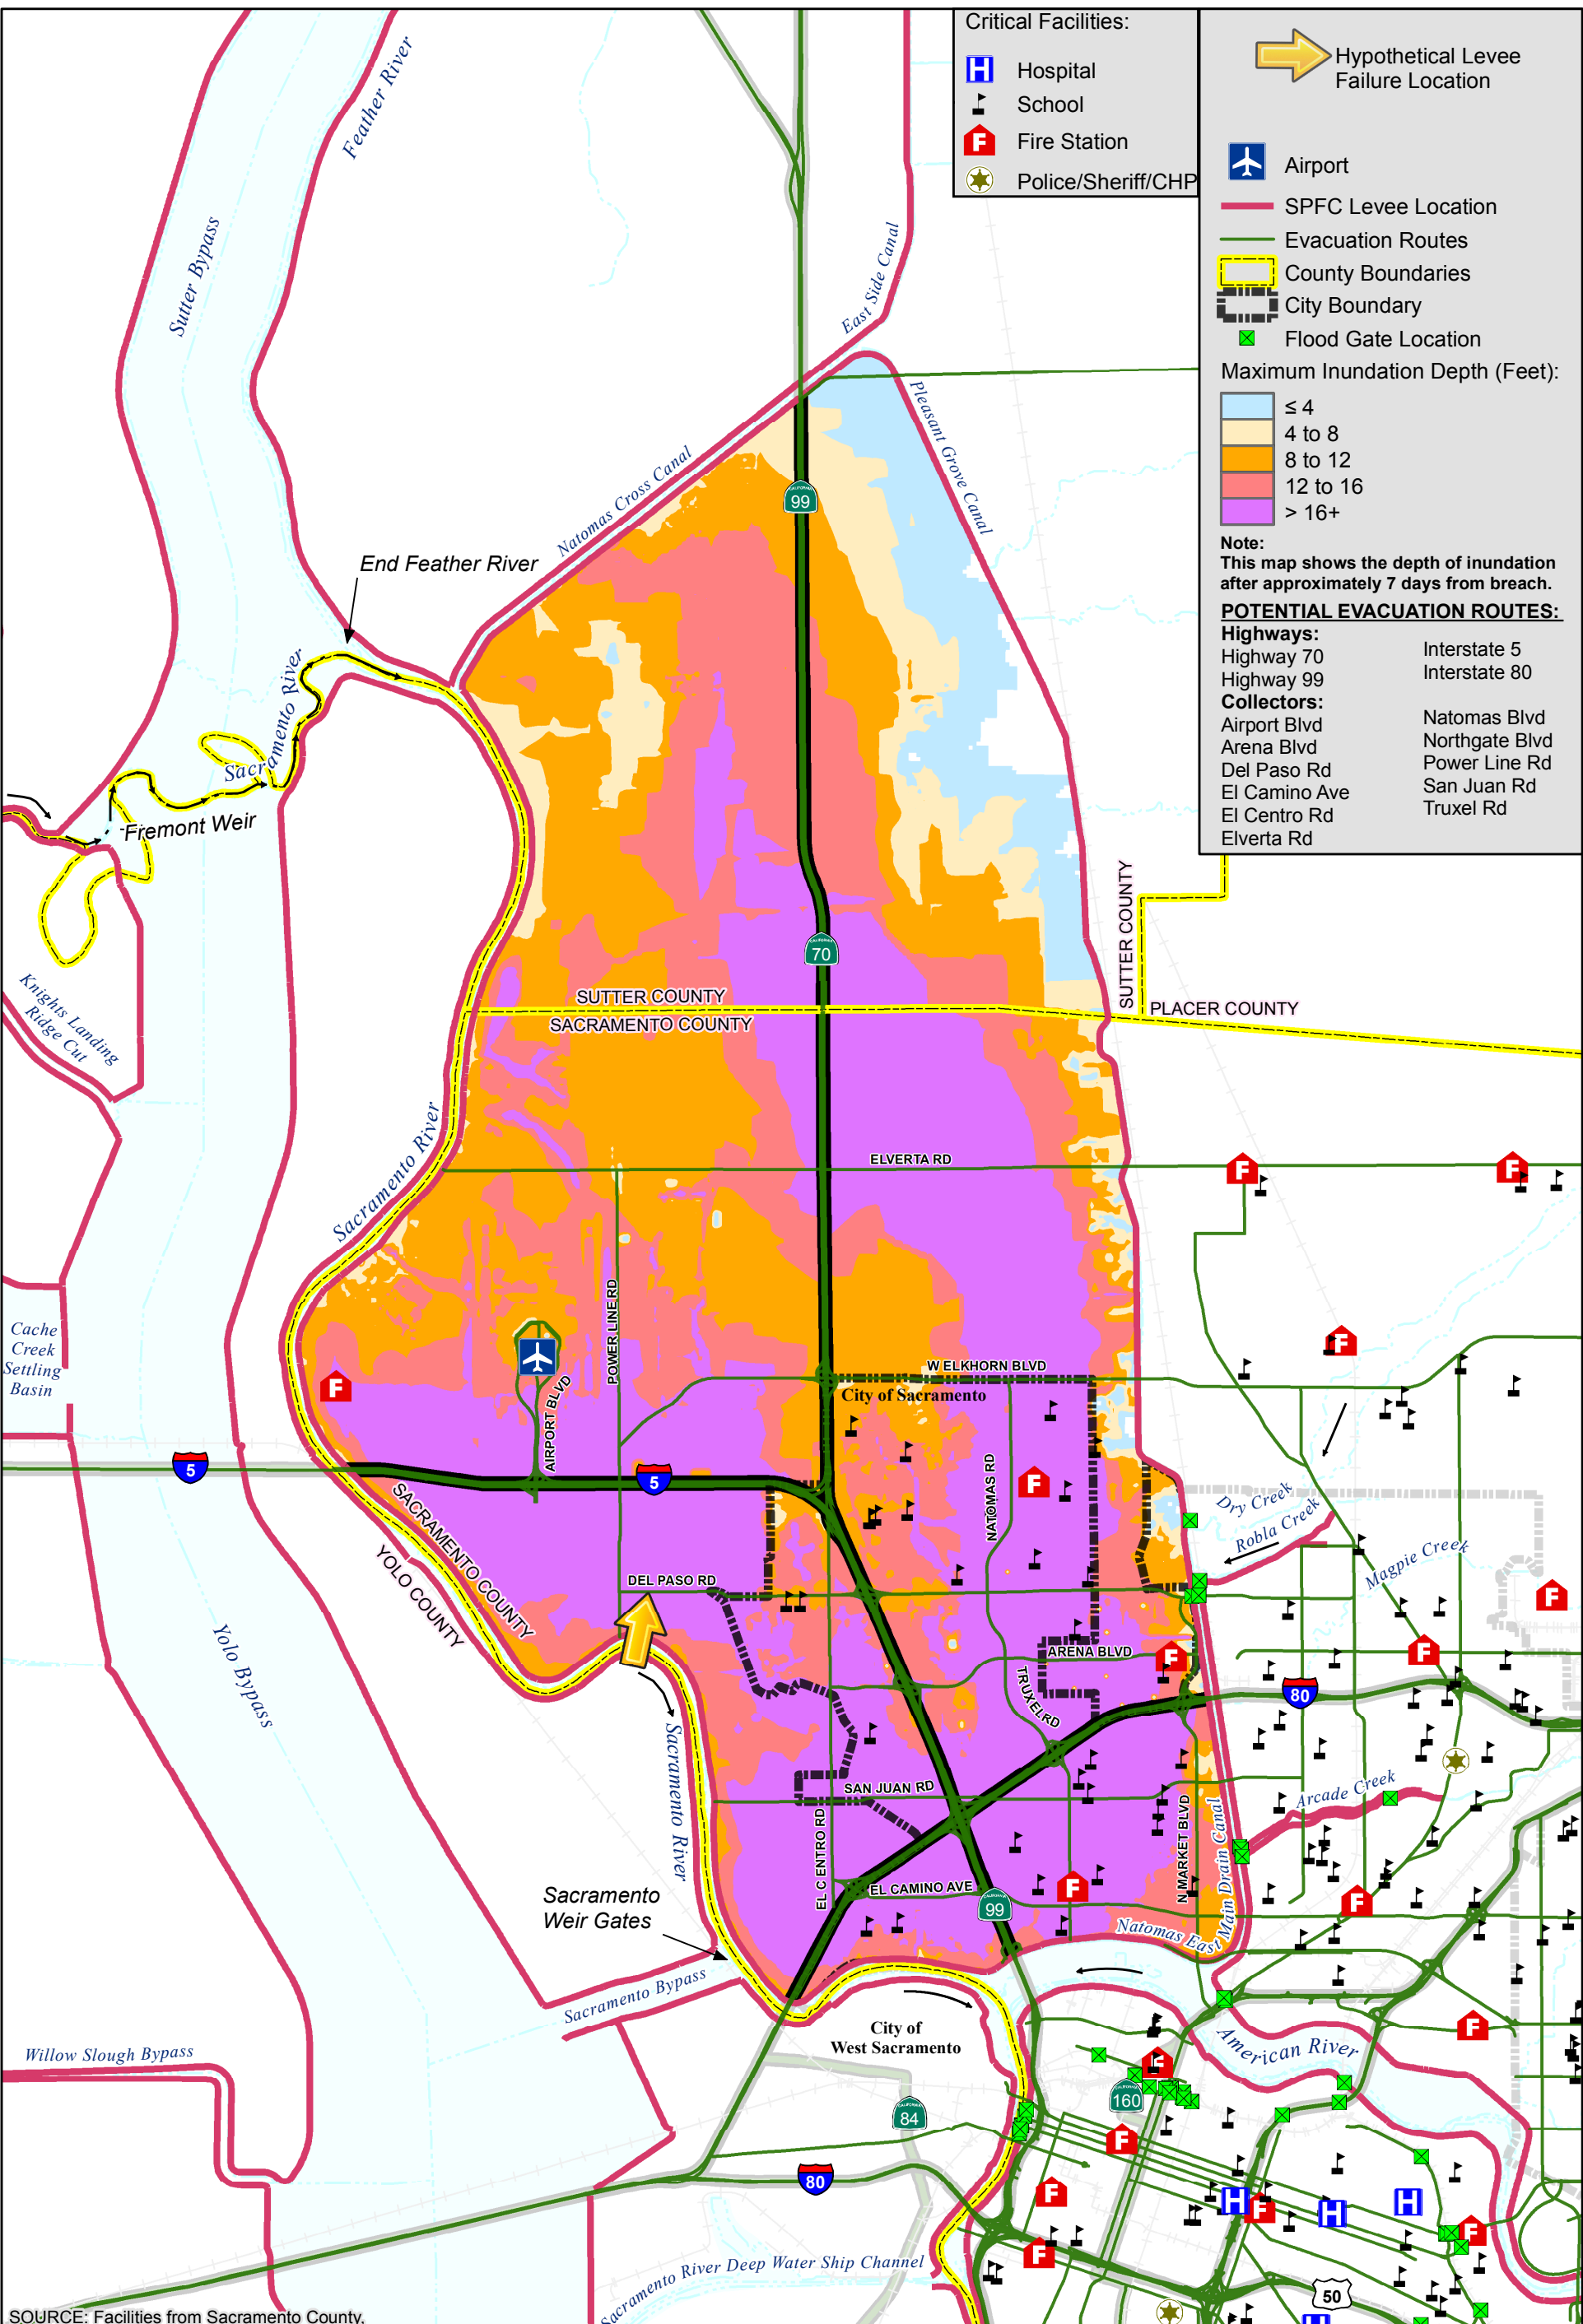 Critical Facilities:
Hospital
School
Fire Station
Police/Sheriff/CHP
Hypothetical Levee
Failure Location
Airport
SPFC Levee Location
Evacuation Routes
County Boundaries
City Boundary
Flood Gate Location
Maximum Inundation Depth (Feet):
≤ 4
4 to 8
8 to 12
12 to 16
> 16+
Note:
This map shows the depth of inundation
after approximately 7 days from breach.
POTENTIAL EVACUATION ROUTES:
Highways:
Highway 70
Highway 99
Interstate 5
Interstate 80
Collectors:
Airport Blvd
Arena Blvd
Del Paso Rd
El Camino Ave
El Centro Rd
Elverta Rd
Natomas Blvd
Northgate Blvd
Power Line Rd
San Juan Rd
Truxel Rd
Feather River
Sutter Bypass
East Side Canal
Pleasant Grove Canal
Natomas Cross Canal
99
End Feather River
Sacramento River
Fremont Weir
70
SUTTER COUNTY
SACRAMENTO COUNTY
SUTTER COUNTY
PLACER COUNTY
Knights Landing
Ridge Cut
Sacramento River
ELVERTA RD
POWER LINE RD
Cache
Creek
Settling
Basin
AIRPORT BLVD
W ELKHORN BLVD
City of Sacramento
5
5
NATOMAS RD
Dry Creek
Robla Creek
Magpie Creek
SACRAMENTO COUNTY
YOLO COUNTY
DEL PASO RD
Yolo Bypass
ARENA BLVD
TRUXEL RD
80
Sacramento River
SAN JUAN RD
Arcade Creek
EL C ENTRO RD
N MARKET BLVD
EL CAMINO AVE
99
Natomas East Main Drain Canal
Sacramento
Weir Gates
Sacramento Bypass
City of
West Sacramento
American River
Willow Slough Bypass
84
160
80
Sacramento River Deep Water Ship Channel
50
SOURCE: Facilities from Sacramento County,